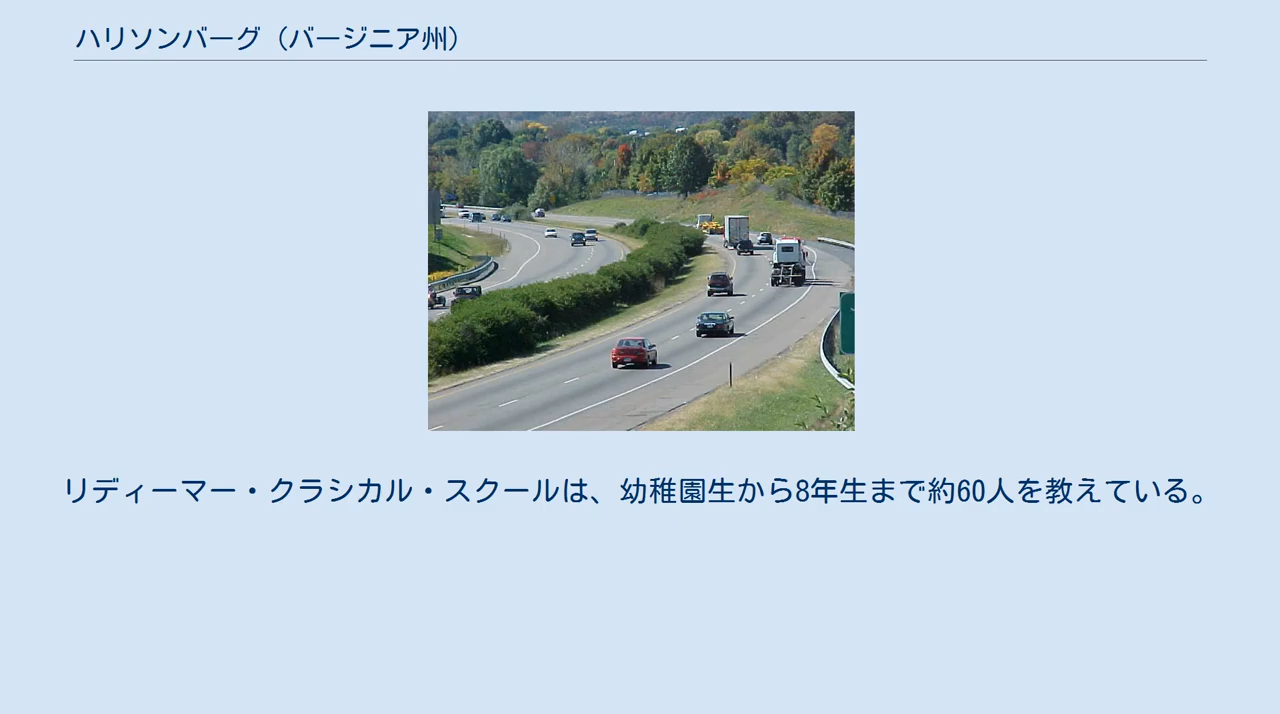 ハリソンバーグ（バージニア州）
リディーマー・クラシカル・スクールは、幼稚園生から8年生まで約60人を教えている。